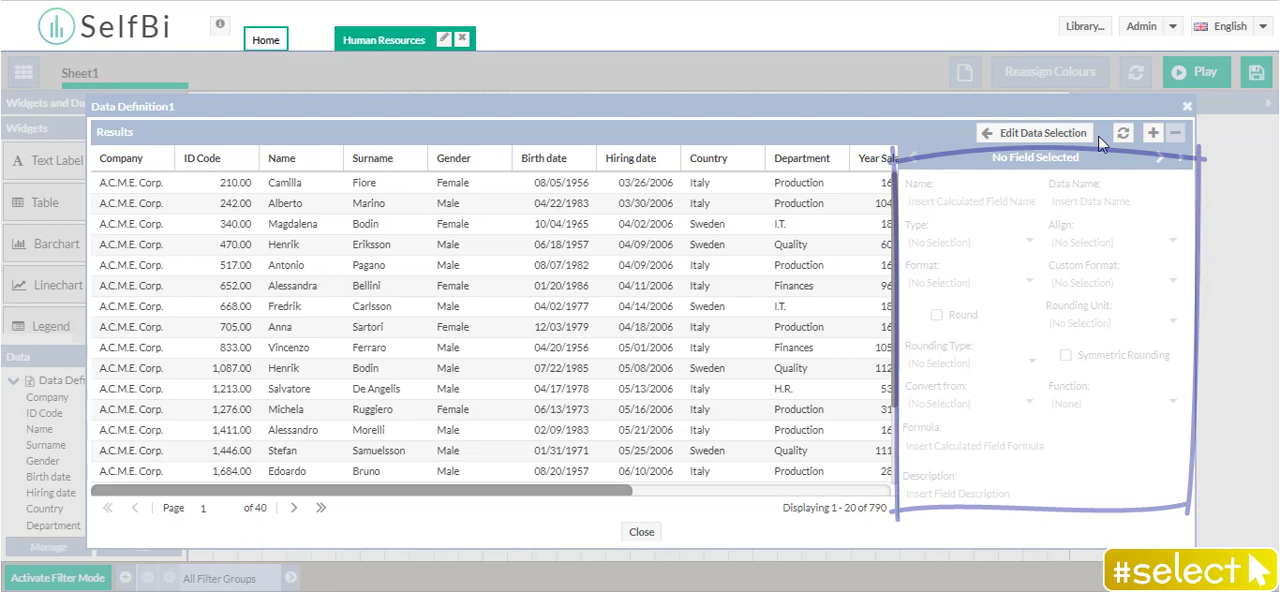 SelfBi
Home
Human Resources
Library...
Admin
English
Sheet1
Reassign Colours
Play
Widgets and Da
Data Definition1
Widgets
Results
Edit Data Selection
Company ID Code Name Surname Gender Birth date Hiring date Country Department Year Sal
A.C.M.E. Corp. 210.00 Camilla Fiore Female 08/05/1956 03/26/2006 Italy Production 16
A.C.M.E. Corp. 242.00 Alberto Marino Male 04/22/1983 03/30/2006 Italy Production 104
A.C.M.E. Corp. 340.00 Magdalena Bodin Female 10/04/1965 04/02/2006 Sweden I.T. 18
A.C.M.E. Corp. 470.00 Henrik Eriksson Male 06/18/1957 04/09/2006 Sweden Quality 60
A.C.M.E. Corp. 517.00 Antonio Pagano Male 08/07/1982 04/09/2006 Italy Production 16
A.C.M.E. Corp. 652.00 Alessandra Bellini Female 01/20/1986 04/11/2006 Italy Finances 96
A.C.M.E. Corp. 668.00 Fredrik Carlsson Male 04/02/1977 04/14/2006 Sweden I.T. 18
A.C.M.E. Corp. 705.00 Anna Sartori Female 12/03/1979 04/18/2006 Italy Production 16
A.C.M.E. Corp. 833.00 Vincenzo Ferraro Male 04/20/1956 05/01/2006 Italy Finances 105
A.C.M.E. Corp. 1,087.00 Henrik Bodin Male 07/22/1985 05/08/2006 Sweden Quality 112
A.C.M.E. Corp. 1,213.00 Salvatore De Angelis Male 04/17/1978 05/13/2006 Italy H.R. 53
A.C.M.E. Corp. 1,276.00 Michela Ruggiero Female 06/13/1973 05/16/2006 Italy Production 31
A.C.M.E. Corp. 1,411.00 Alessandro Morelli Male 02/09/1983 05/21/2006 Italy Production 16
A.C.M.E. Corp. 1,446.00 Stefan Samuelsson Male 01/31/1971 05/25/2006 Sweden Quality 111
A.C.M.E. Corp. 1,684.00 Edoardo Bruno Male 08/20/1957 06/10/2006 Italy Production 28
Page 1 of 40
Displaying 1 - 20 of 790
Close
No Field Selected
Name: Data Name:
Insert Calculated Field Name Insert Data Name
Type: Align:
(No Selection) (No Selection)
Format: Custom Format:
(No Selection) (No Selection)
Round Rounding Unit:
(No Selection)
Rounding Type: Symmetric Rounding
(No Selection)
Convert from: Function:
(No Selection) (None)
Formula:
Insert Calculated Field Formula
Description:
Insert Field Description
Text Label
Table
Barchart
Linechart
Legend
Data
Data Defi
Company
ID Code
Name
Surname
Gender
Birth date
Hiring date
Country
Department
Manage
Activate Filter Mode
All Filter Groups
#select